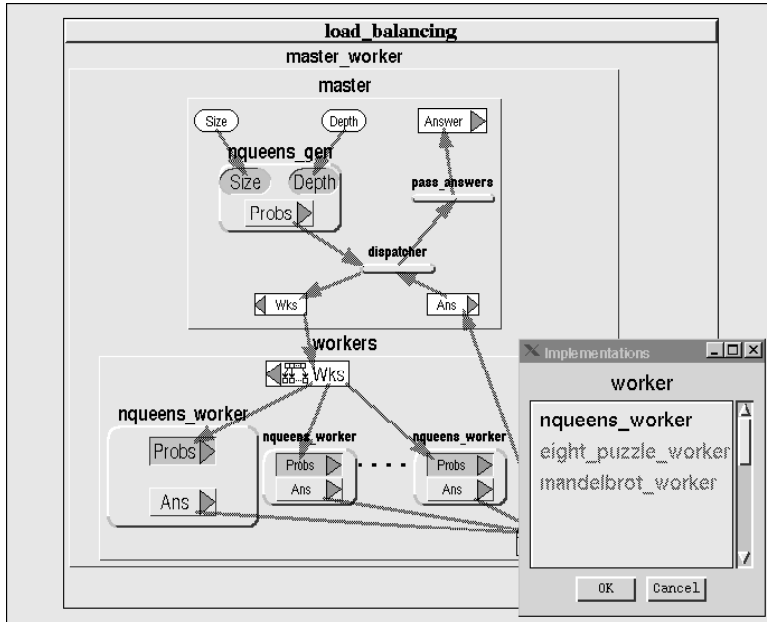 load_balancing
master_worker
master
Size
Depth
Answer
nqueens_gen
Size
Depth
Probs
pass_answers
dispatcher
Wks
Ans
workers
Wks
nqueens_worker
Probs
Ans
nqueens_worker
Probs
Ans
nqueens_worker
Probs
Ans
Implementations
worker
nqueens_worker
eight_puzzle_worker
mandelbrot_worker
OK
Cancel